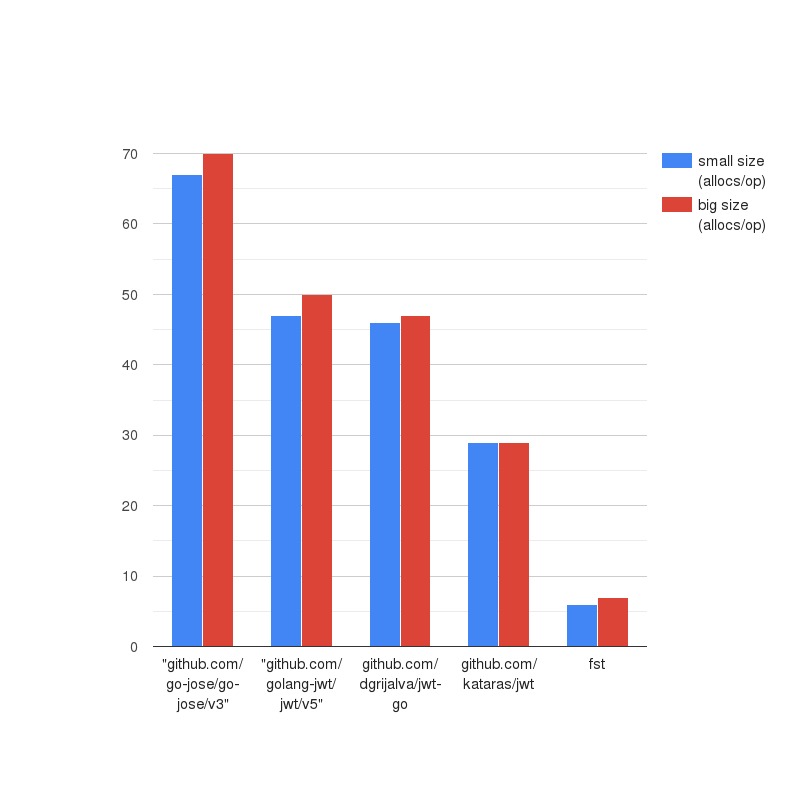 70
60
50
40
30
20
10
0
"github.com/
go-jose/go-
jose/v3"
"github.com/
golang-jwt/
jwt/v5"
github.com/
dgrijalva/jwt-
go
github.com/
kataras/jwt
fst
small size
(allocs/op)
big size
(allocs/op)